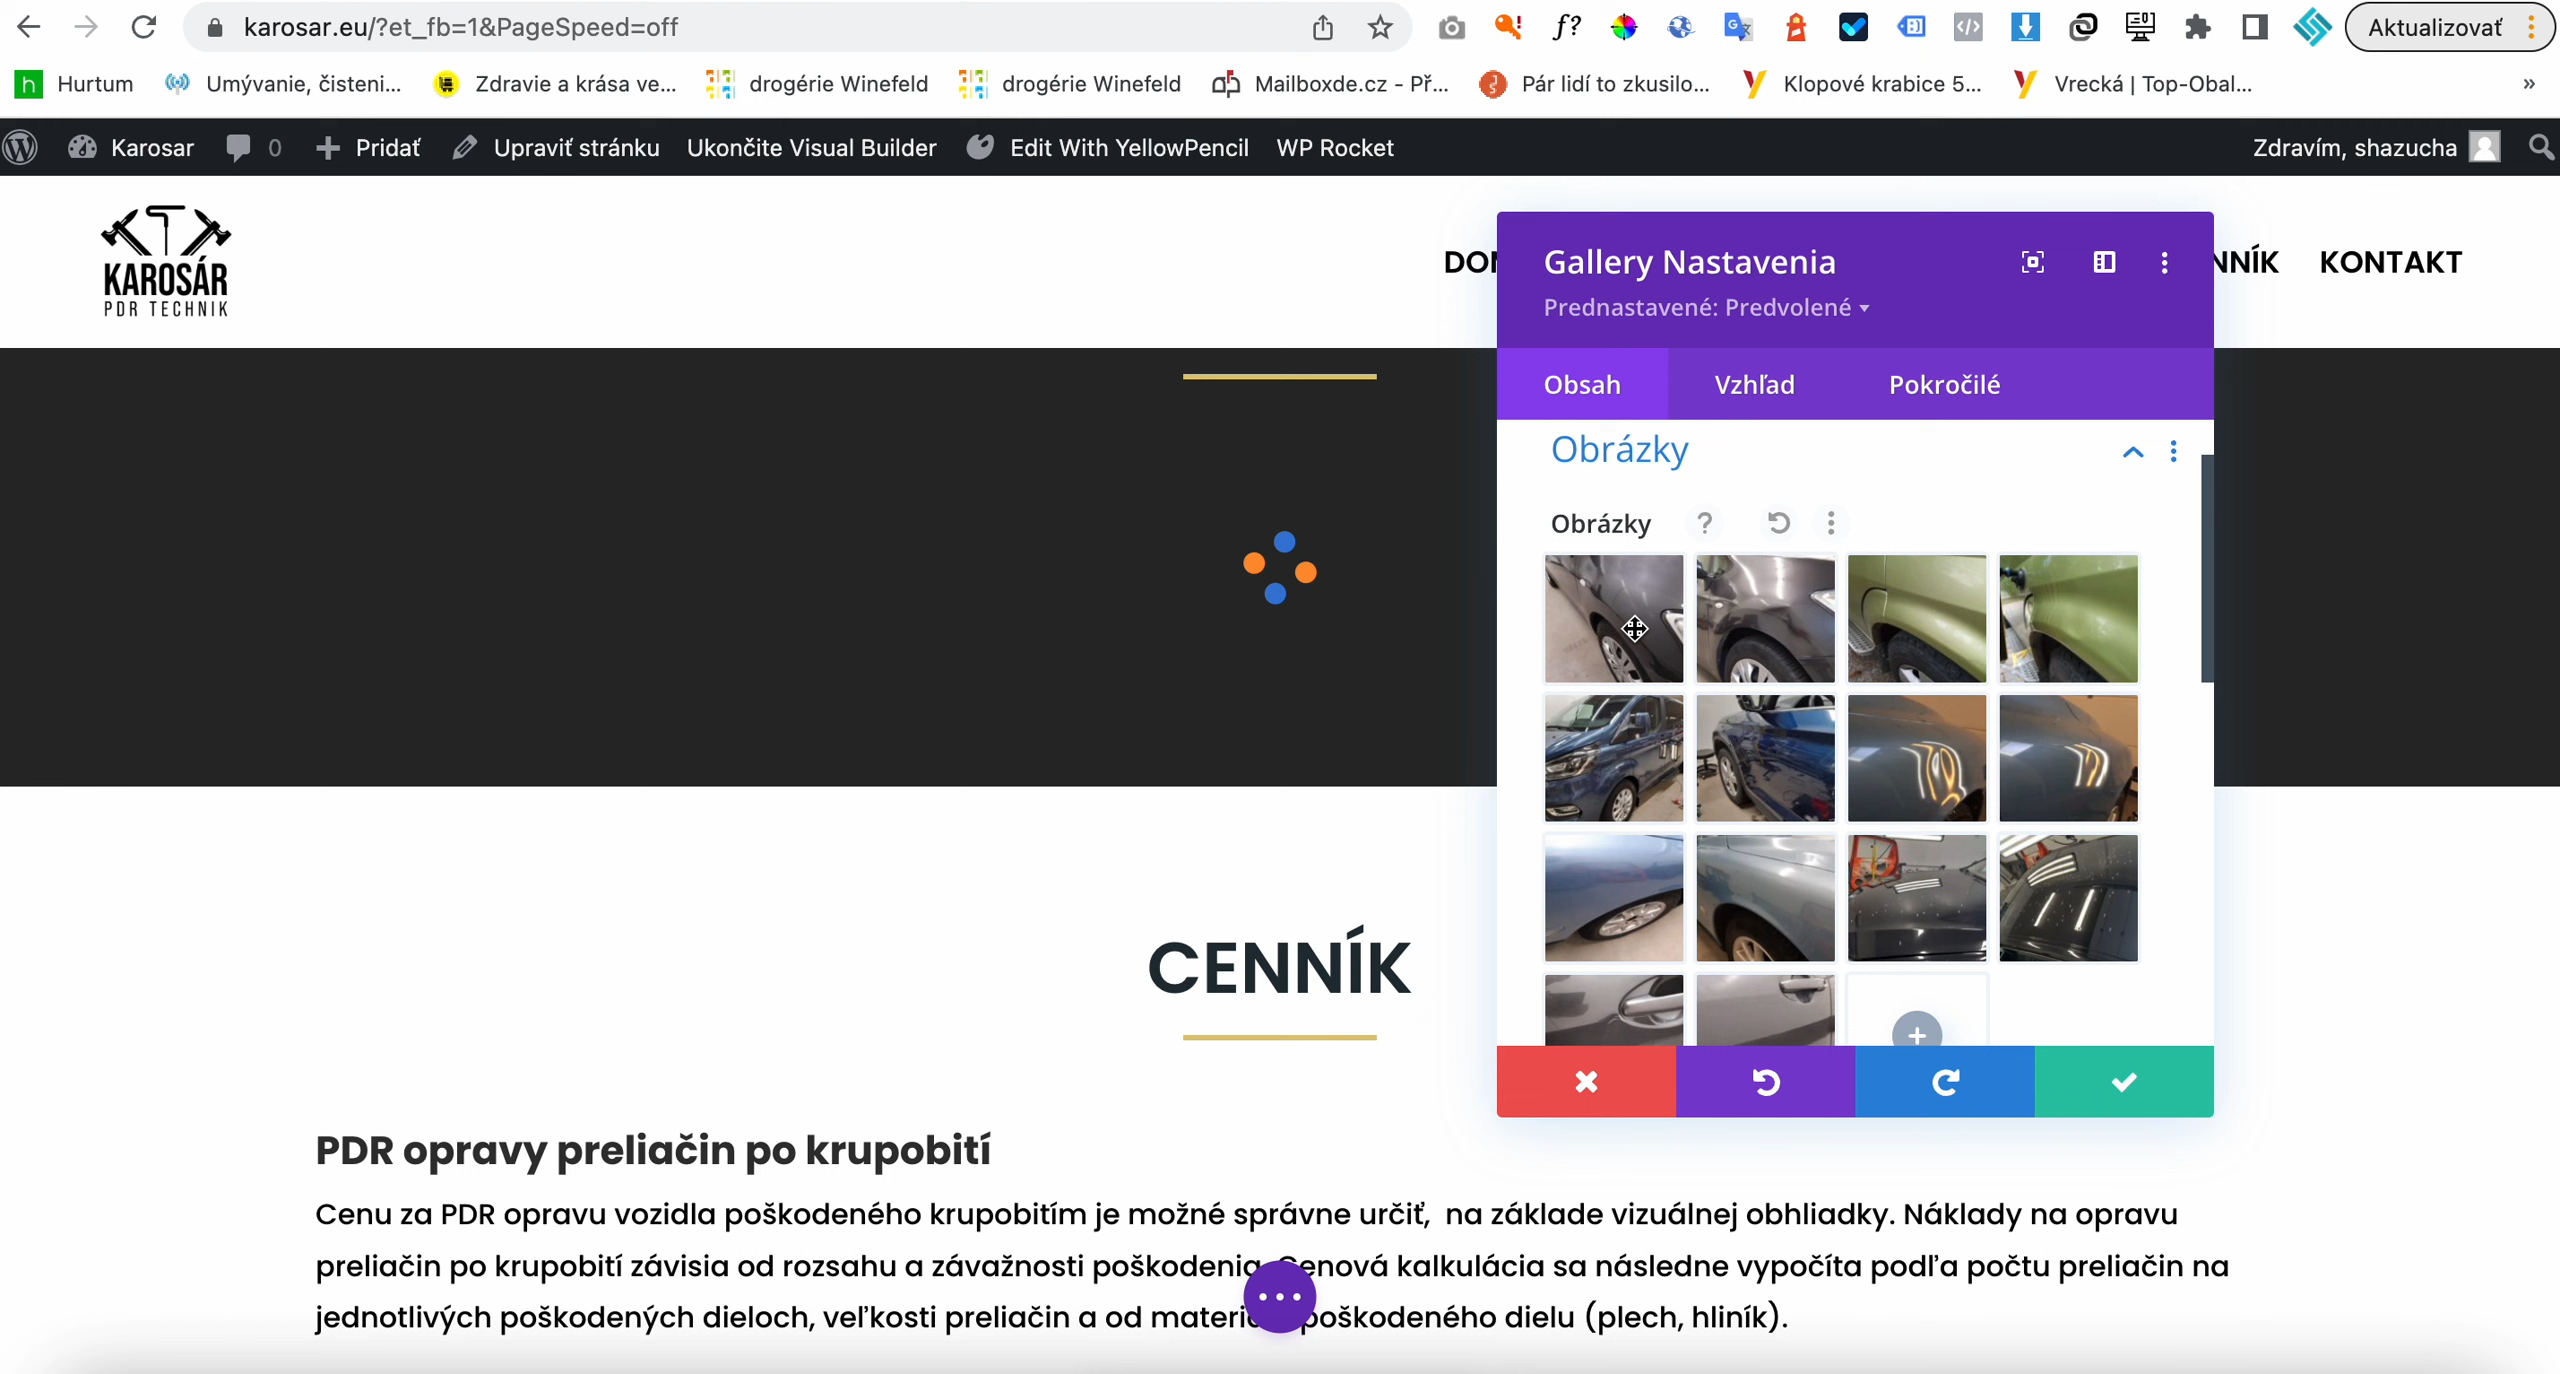 karosar.eu/?et_fb=1&PageSpeed=off
Aktualizovať
Hurtum
Umývanie, čisteni...
Zdravie a krása ve...
drogérie Winefeld
drogérie Winefeld
Mailboxde.cz - Př...
Pár lidí to zkusilo...
Klopové krabice 5...
Vrecká | Top-Obal...
»
Karosar
0
Pridať
Upraviť stránku
Ukončite Visual Builder
Edit With YellowPencil
WP Rocket
Zdravím, shazucha
KAROSÁR
PDR TECHNIK
DOM
NNÍK
KONTAKT
Gallery Nastavenia
Prednastavené: Predvolené
Obsah
Vzhľad
Pokročilé
Obrázky
Obrázky
?
CENNÍK
PDR opravy preliačin po krupobití
Cenu za PDR opravu vozidla poškodeného krupobitím je možné správne určiť, na základe vizuálnej obhliadky. Náklady na opravu
preliačin po krupobití závisia od rozsahu a závažnosti poškodenia. Cenová kalkulácia sa následne vypočíta podľa počtu preliačin na
jednotlivých poškodených dieloch, veľkosti preliačin a od materi poškodeného dielu (plech, hliník).